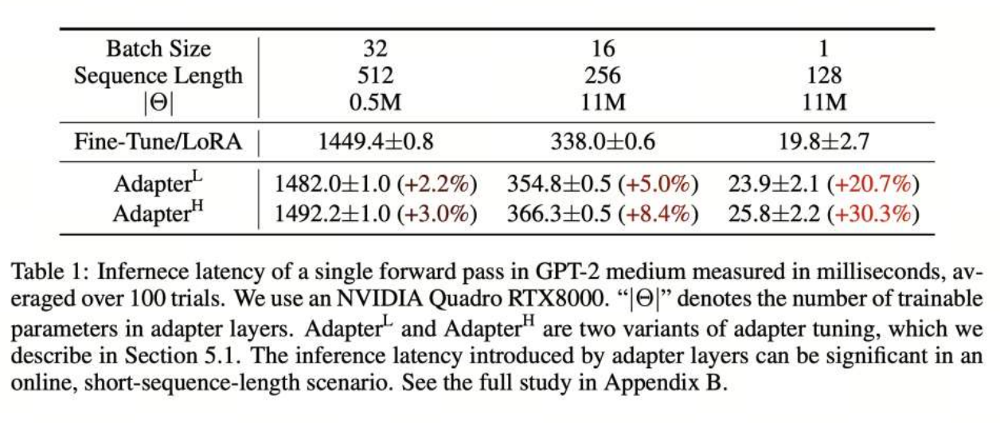 Batch Size 32 16 1
Sequence Length 512 256 128
|Θ| 0.5M 11M 11M
Fine-Tune/LoRA 1449.4±0.8 338.0±0.6 19.8±2.7
Adapter^L 1482.0±1.0 (+2.2%) 354.8±0.5 (+5.0%) 23.9±2.1 (+20.7%)
Adapter^H 1492.2±1.0 (+3.0%) 366.3±0.5 (+8.4%) 25.8±2.2 (+30.3%)
Table 1: Infernece latency of a single forward pass in GPT-2 medium measured in milliseconds, av-
eraged over 100 trials. We use an NVIDIA Quadro RTX8000. “|Θ|” denotes the number of trainable
parameters in adapter layers. Adapter^L and Adapter^H are two variants of adapter tuning, which we
describe in Section 5.1. The inference latency introduced by adapter layers can be significant in an
online, short-sequence-length scenario. See the full study in Appendix B.